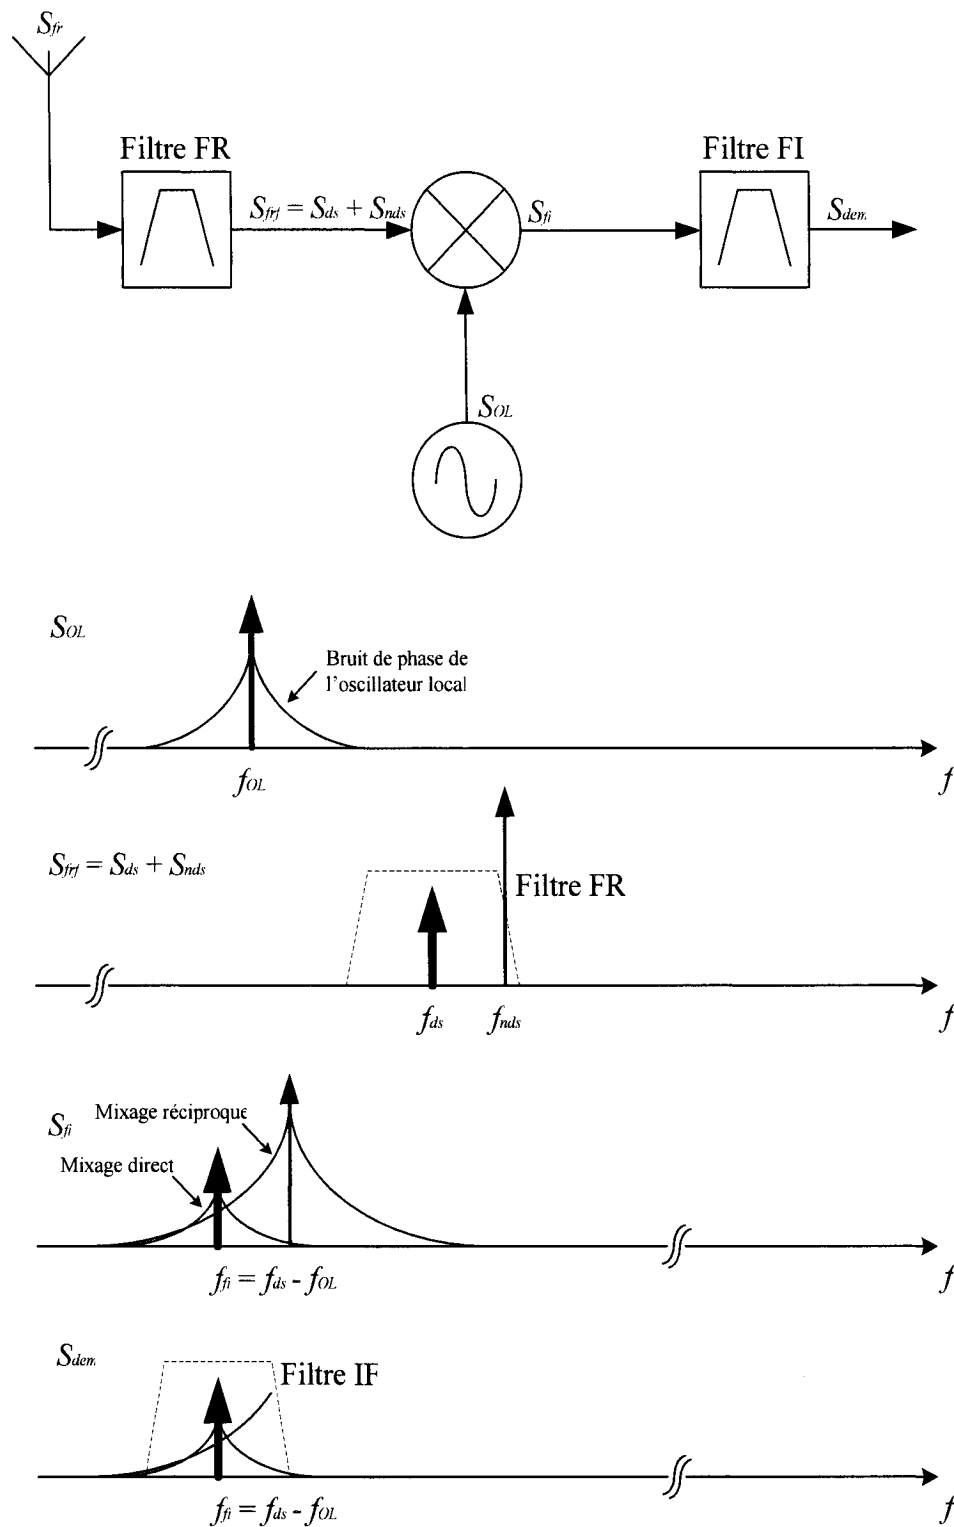 Sfr
Filtre FR
Filtre FI
Sfrf = Sds + Snds
Sfi
Sdem
SOL
SOL
Bruit de phase de
l'oscillateur local
fOL
f
Sfrf = Sds + Snds
Filtre FR
fds
fnds
f
Sfi
Mixage réciproque
Mixage direct
ffi = fds - fOL
f
Sdem
Filtre IF
ffi = fds - fOL
f